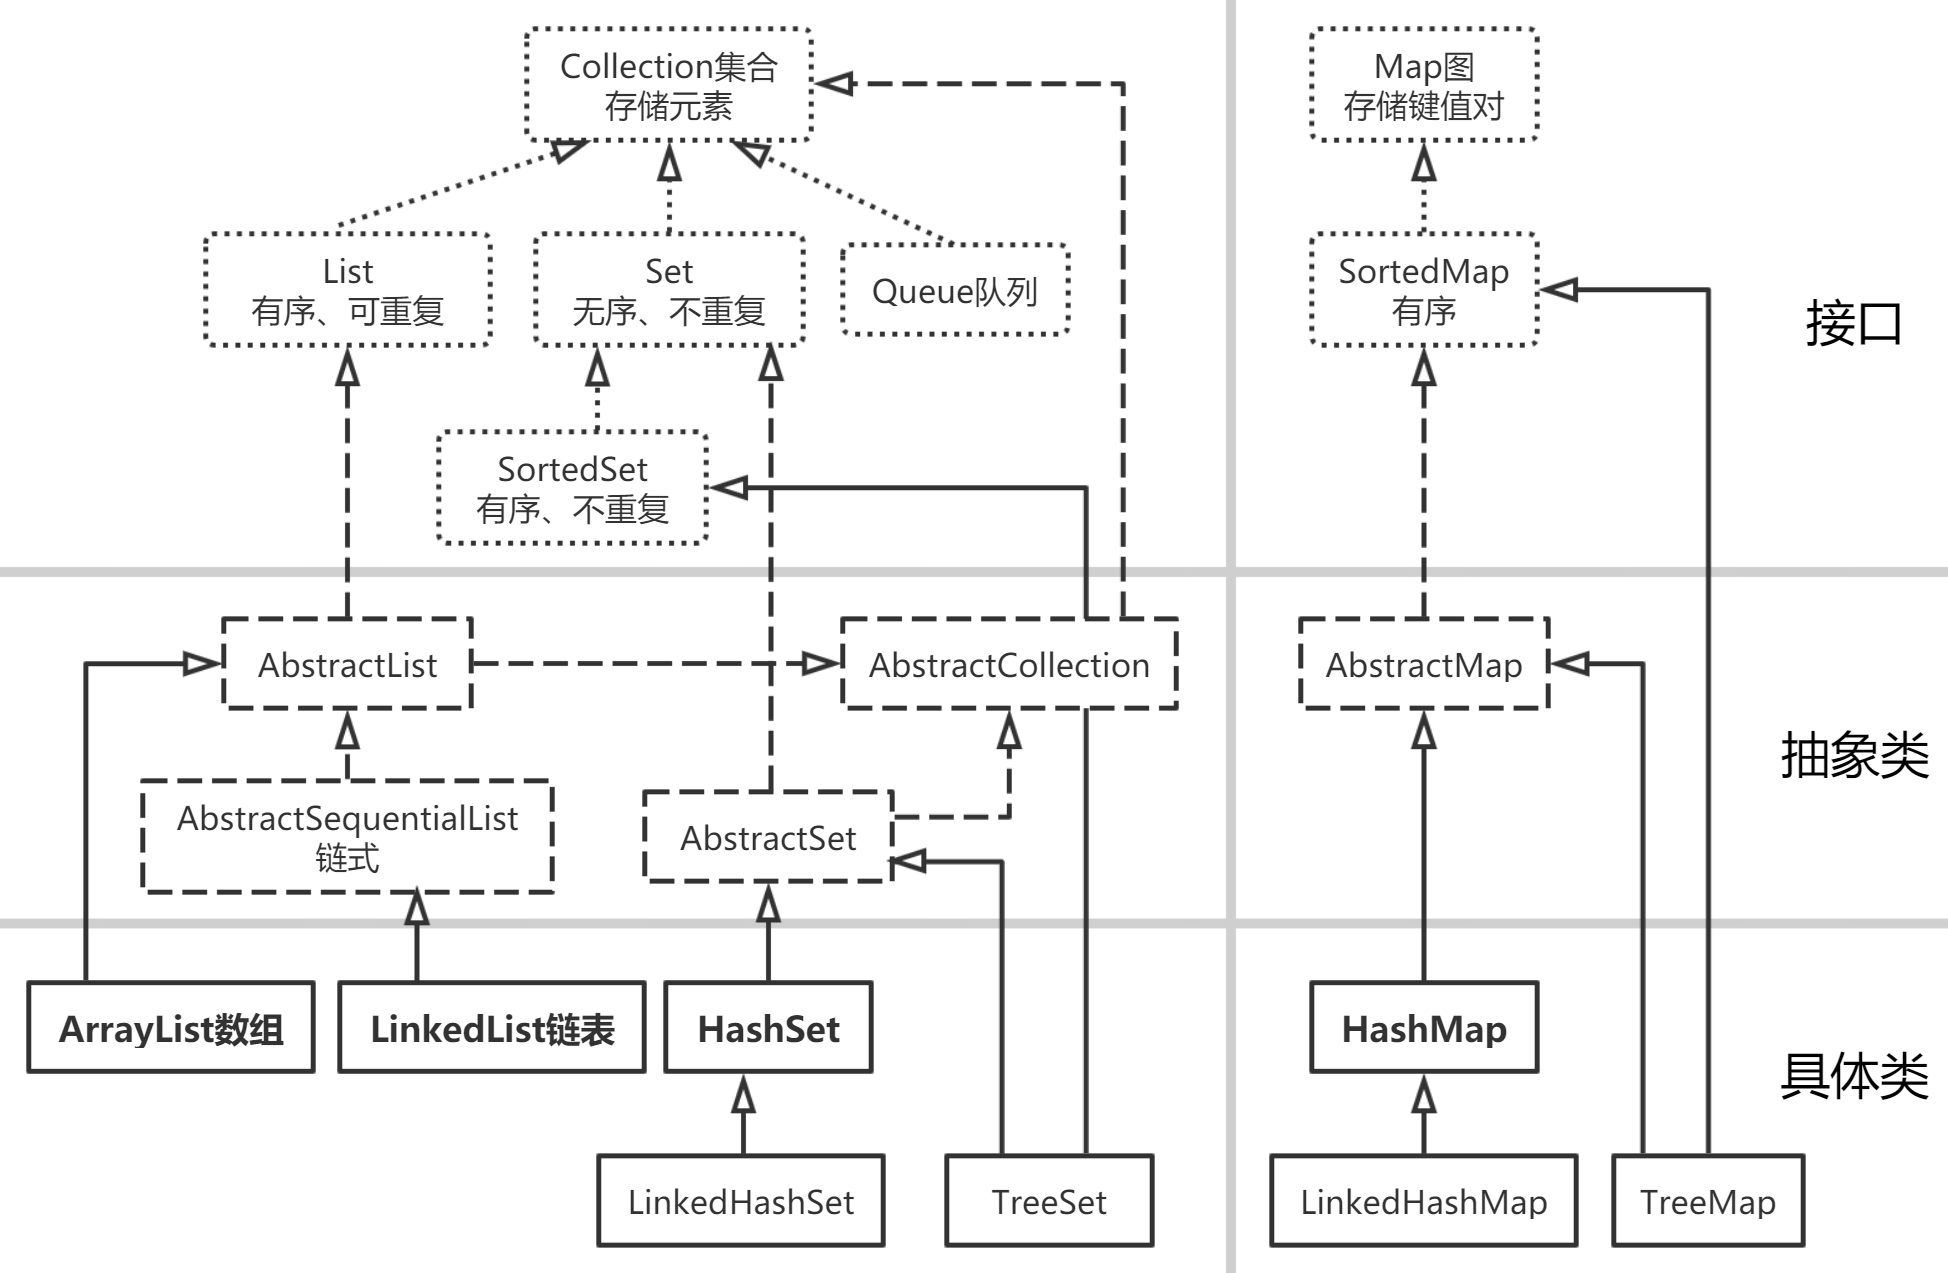 Collection集合
存储元素
Map图
存储键值对
List
有序、可重复
Set
无序、不重复
Queue队列
SortedMap
有序
接口
SortedSet
有序、不重复
AbstractList
AbstractCollection
AbstractMap
抽象类
AbstractSequentialList
链式
AbstractSet
ArrayList数组
LinkedList链表
HashSet
HashMap
具体类
LinkedHashSet
TreeSet
LinkedHashMap
TreeMap